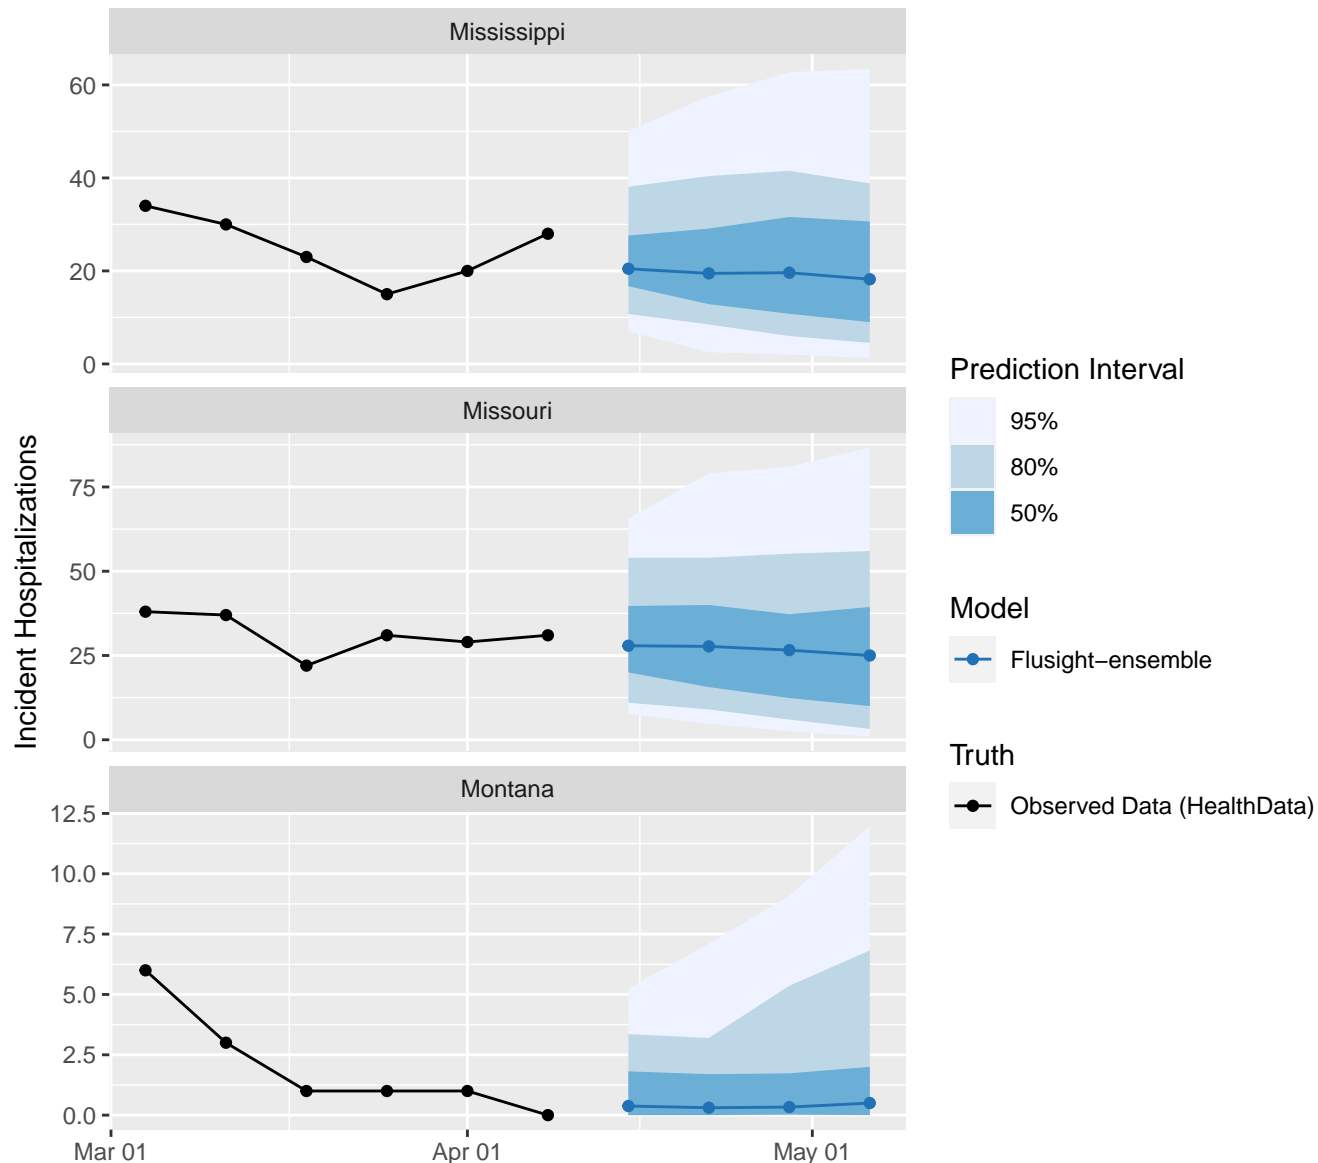 Mississippi
60
40
20
0
Missouri
75
50
25
0
Montana
12.5
10.0
7.5
5.0
2.5
0.0
Mar 01
Apr 01
May 01
Incident Hospitalizations
Prediction Interval
95%
80%
50%
Model
Flusight−ensemble
Truth
Observed Data (HealthData)